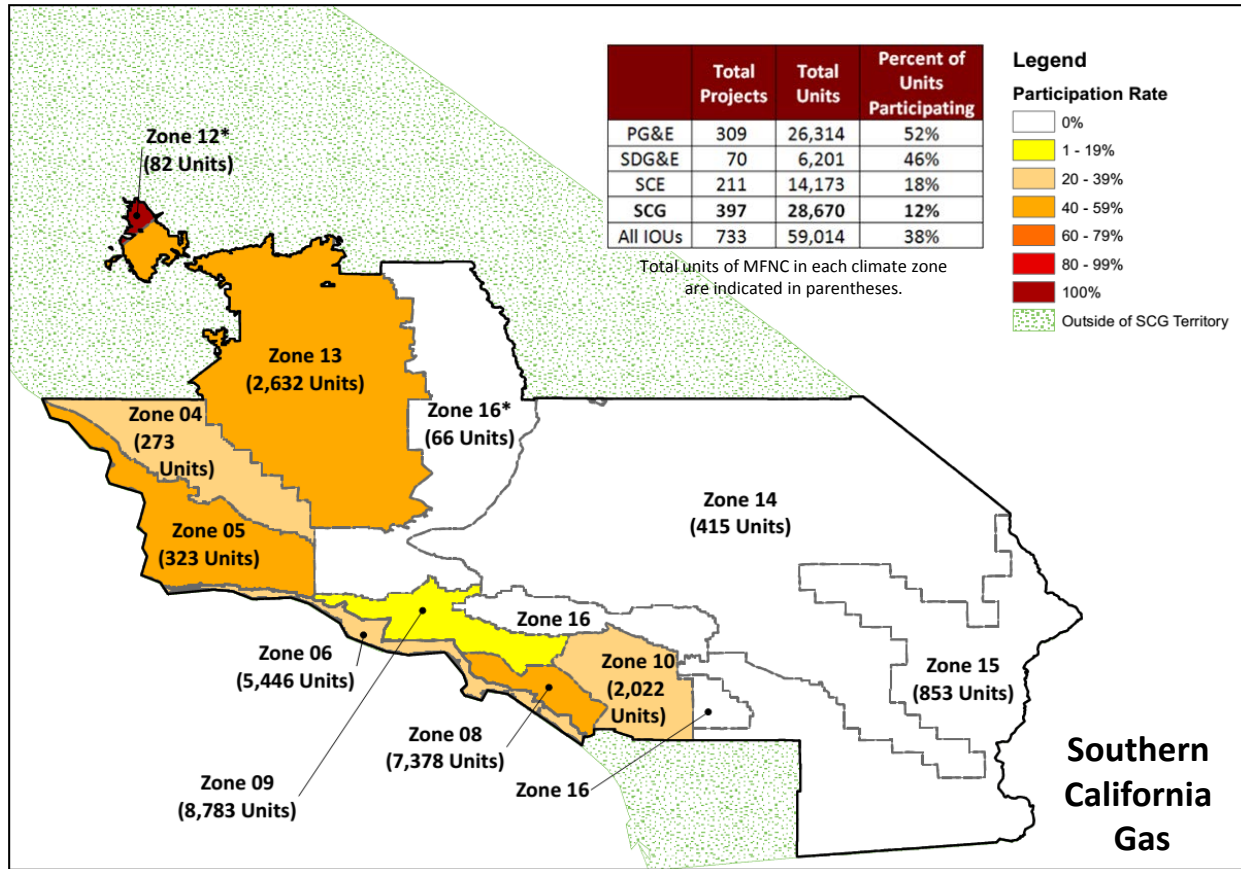 Total Projects	Total Units	Percent of Units Participating
PG&E	309	26,314	52%
SDG&E	70	6,201	46%
SCE	211	14,173	18%
SCG	397	28,670	12%
All IOUs	733	59,014	38%
Total units of MFNC in each climate zone
are indicated in parentheses.
Legend
Participation Rate
0%
1 - 19%
20 - 39%
40 - 59%
60 - 79%
80 - 99%
100%
Outside of SCG Territory
Zone 12*
(82 Units)
Zone 13
(2,632 Units)
Zone 16*
(66 Units)
Zone 04
(273
Units)
Zone 05
(323 Units)
Zone 14
(415 Units)
Zone 16
Zone 06
(5,446 Units)
Zone 10
(2,022
Units)
Zone 15
(853 Units)
Zone 08
(7,378 Units)
Zone 09
(8,783 Units)
Zone 16
Southern
California
Gas